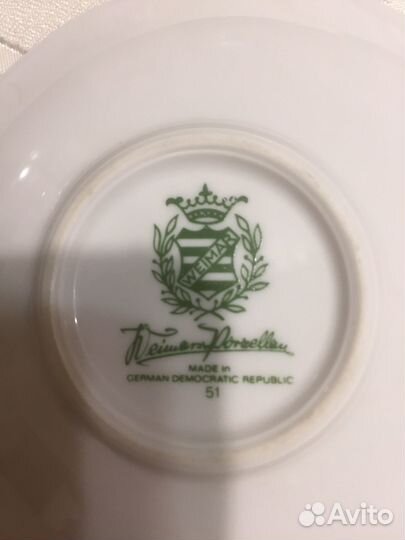 WEIMAR
Weimar Porzellan
MADE in
GERMAN DEMOCRATIC REPUBLIC
51
Avito